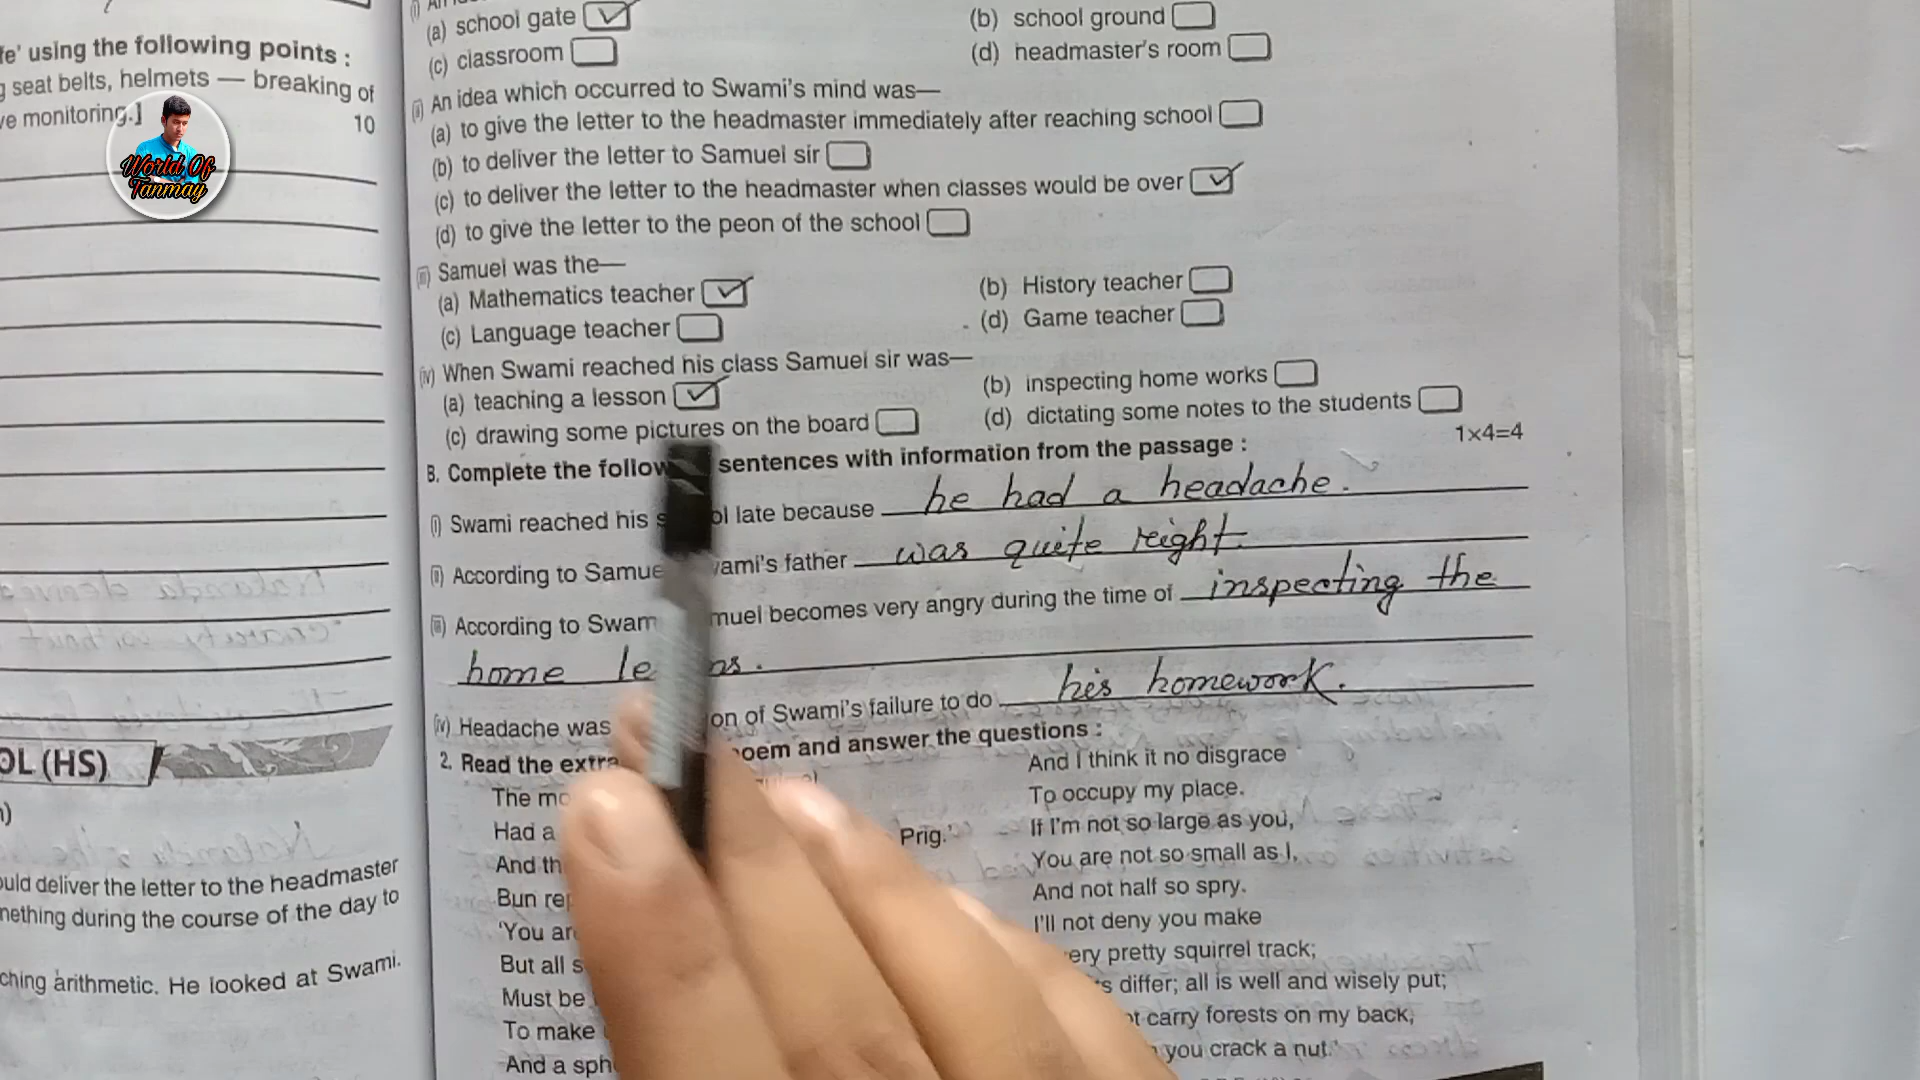 fe' using the following points :
seat belts, helmets — breaking of
ve monitoring.]
10
World Of
Tanmay
OL (HS)
ould deliver the letter to the headmaster
nething during the course of the day to
ching arithmetic. He looked at Swami.
(a) school gate
(b) school ground
(c) classroom
(d) headmaster's room
(ii) An idea which occurred to Swami's mind was—
(a) to give the letter to the headmaster immediately after reaching school
(b) to deliver the letter to Samuel sir
(c) to deliver the letter to the headmaster when classes would be over
(d) to give the letter to the peon of the school
(iii) Samuel was the—
(a) Mathematics teacher
(b) History teacher
(c) Language teacher
(d) Game teacher
(iv) When Swami reached his class Samuel sir was—
(a) teaching a lesson
(b) inspecting home works
(c) drawing some pictures on the board
(d) dictating some notes to the students
1×4=4
B. Complete the follow sentences with information from the passage :
(i) Swami reached his s ol late because he had a headache.
(ii) According to Samue wami's father was quite right.
(iii) According to Swam muel becomes very angry during the time of inspecting the
home le ns.
(iv) Headache was on of Swami's failure to do his homework.
2. Read the extra oem and answer the questions :
The mo
Had a
And th
Prig.'
Bun rep
'You ar
But all s
Must be
To make
And a sph
And I think it no disgrace
To occupy my place.
If I'm not so large as you,
You are not so small as I,
And not half so spry.
I'll not deny you make
ery pretty squirrel track;
s differ; all is well and wisely put;
ot carry forests on my back,
you crack a nut.'